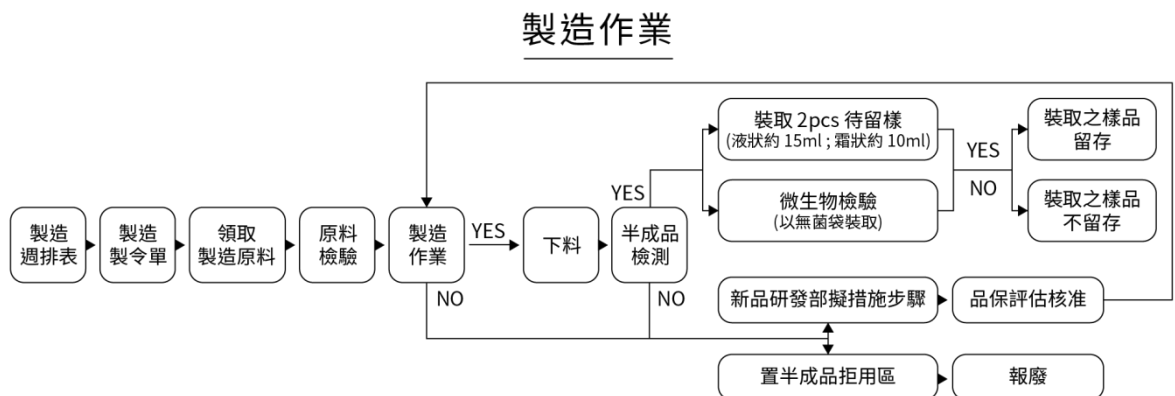 製造作業
裝取 2pcs 待留樣
(液狀約 15ml ; 霜狀約 10ml)
裝取之樣品
留存
YES
NO
YES
微生物檢驗
(以無菌袋裝取)
裝取之樣品
不留存
製造
週排表
製造
製令單
領取
製造原料
原料
檢驗
製造
作業
YES
下料
半成品
檢測
NO
NO
新品研發部擬措施步驟
品保評估核准
置半成品拒用區
報廢